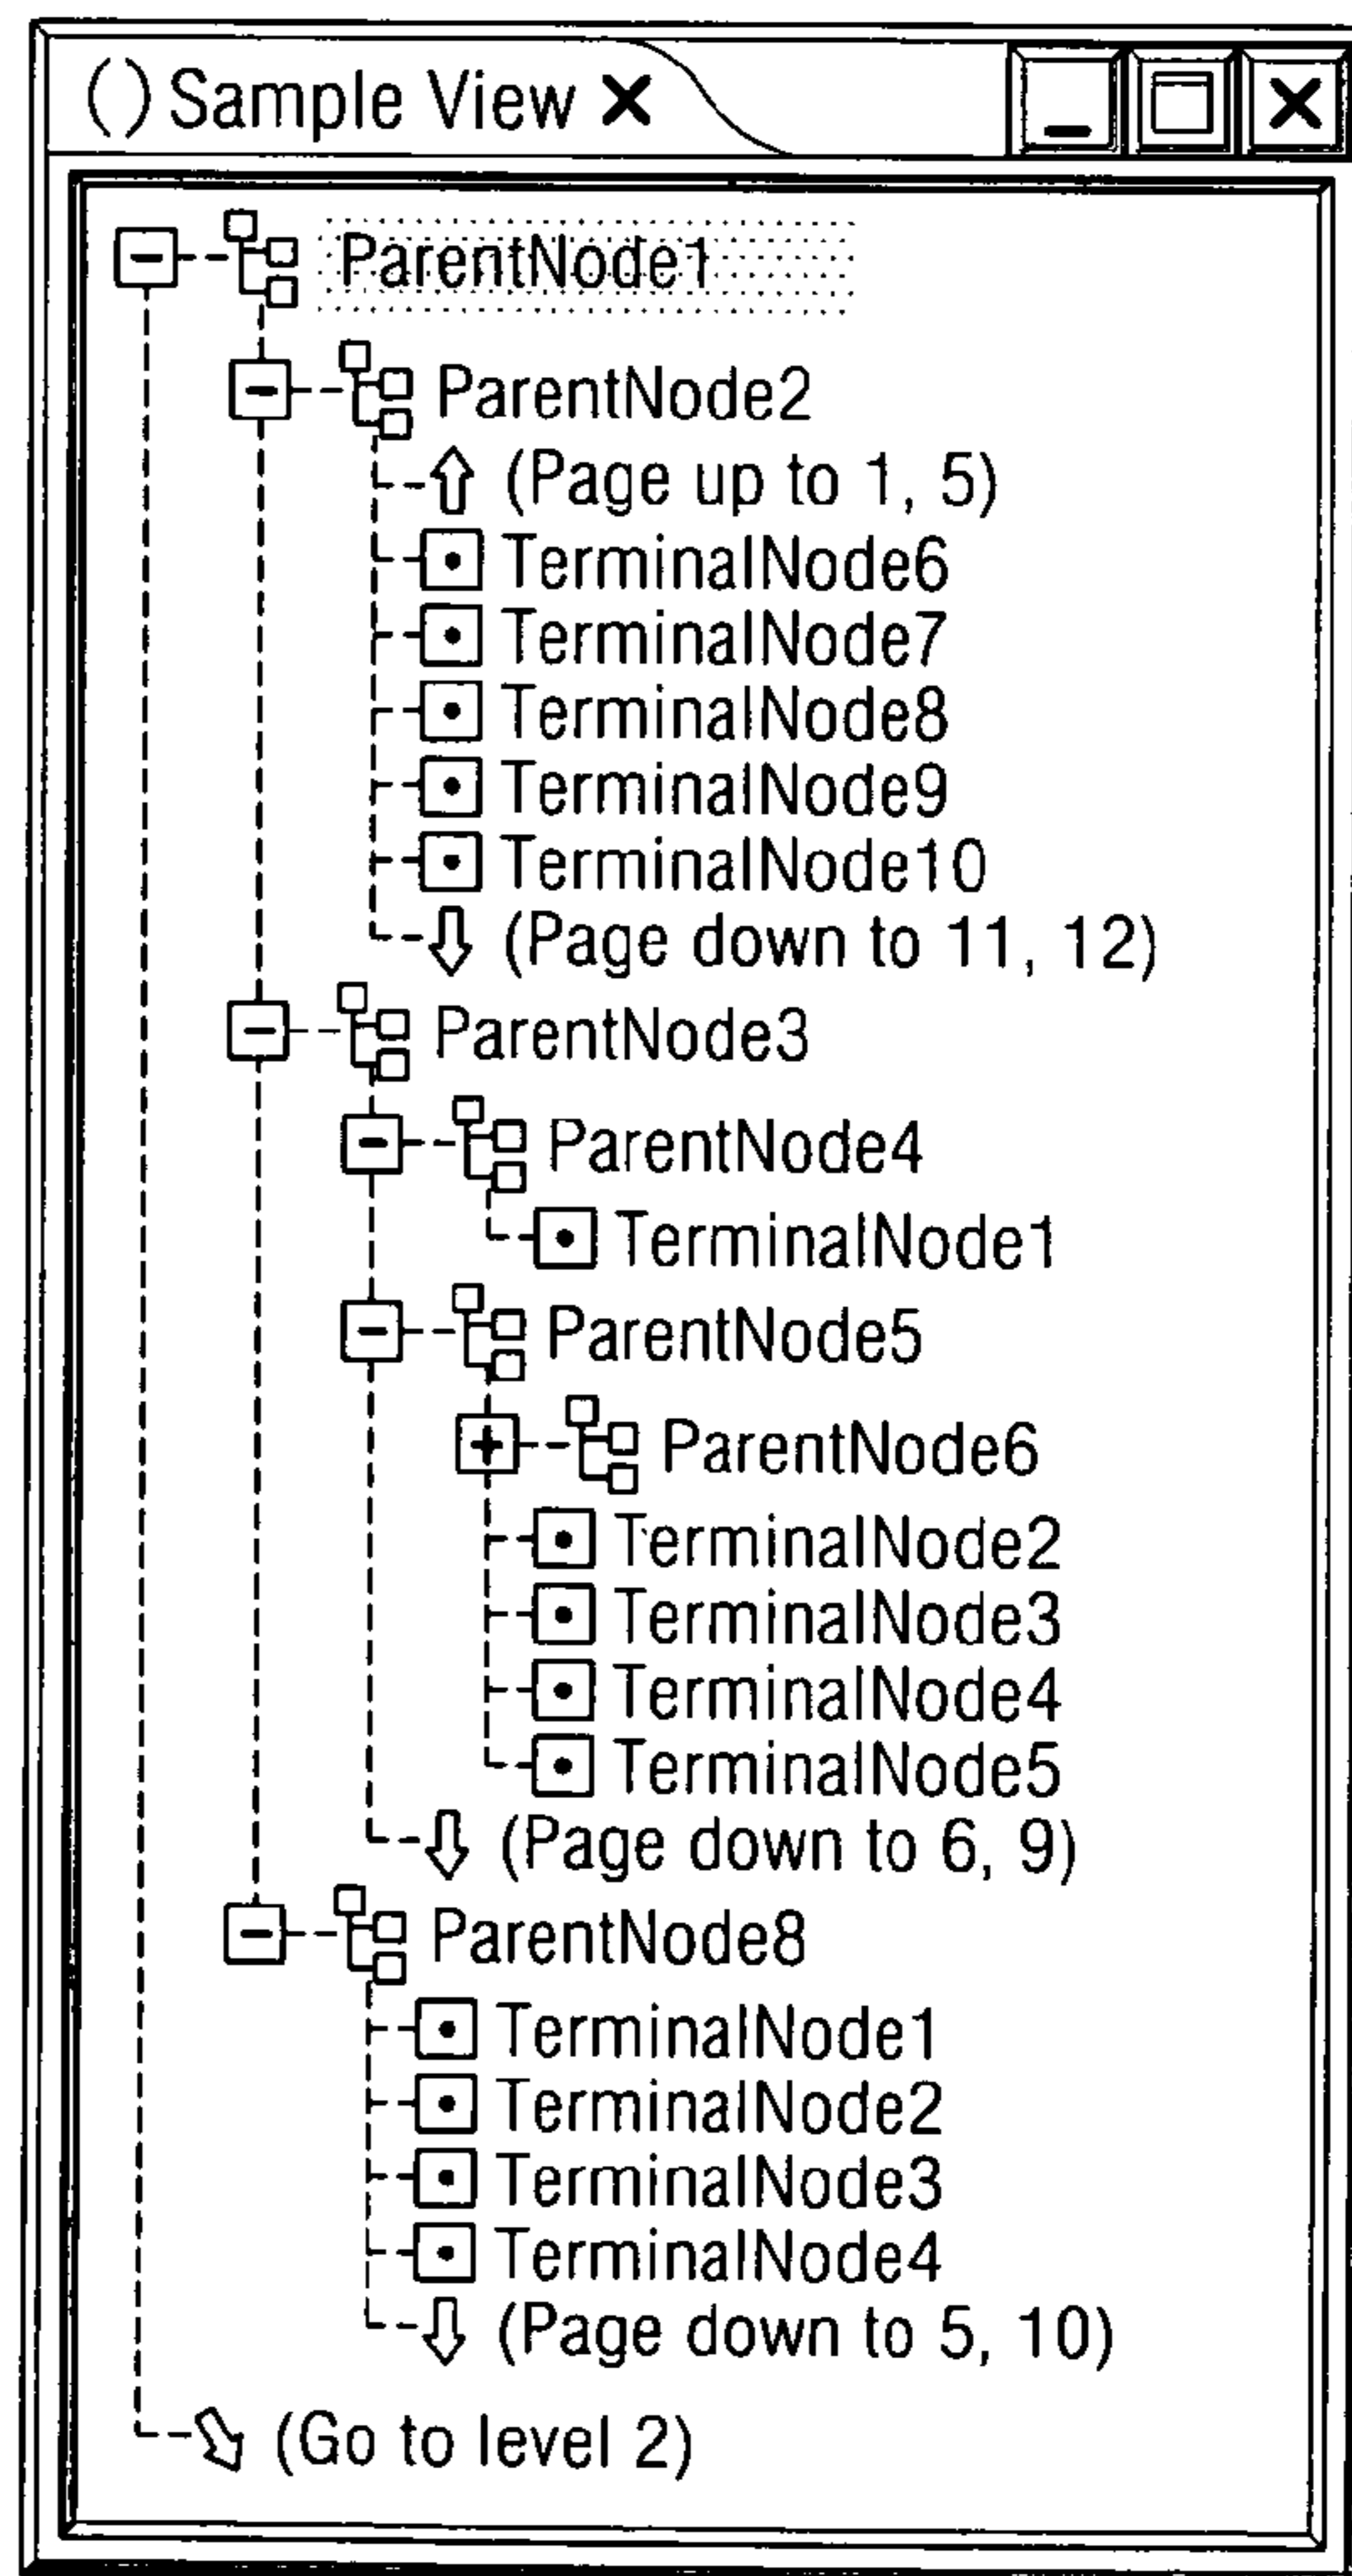 () Sample View ×
ParentNode1
ParentNode2
(Page up to 1, 5)
TerminalNode6
TerminalNode7
TerminalNode8
TerminalNode9
TerminalNode10
(Page down to 11, 12)
ParentNode3
ParentNode4
TerminalNode1
ParentNode5
ParentNode6
TerminalNode2
TerminalNode3
TerminalNode4
TerminalNode5
(Page down to 6, 9)
ParentNode8
TerminalNode1
TerminalNode2
TerminalNode3
TerminalNode4
(Page down to 5, 10)
(Go to level 2)